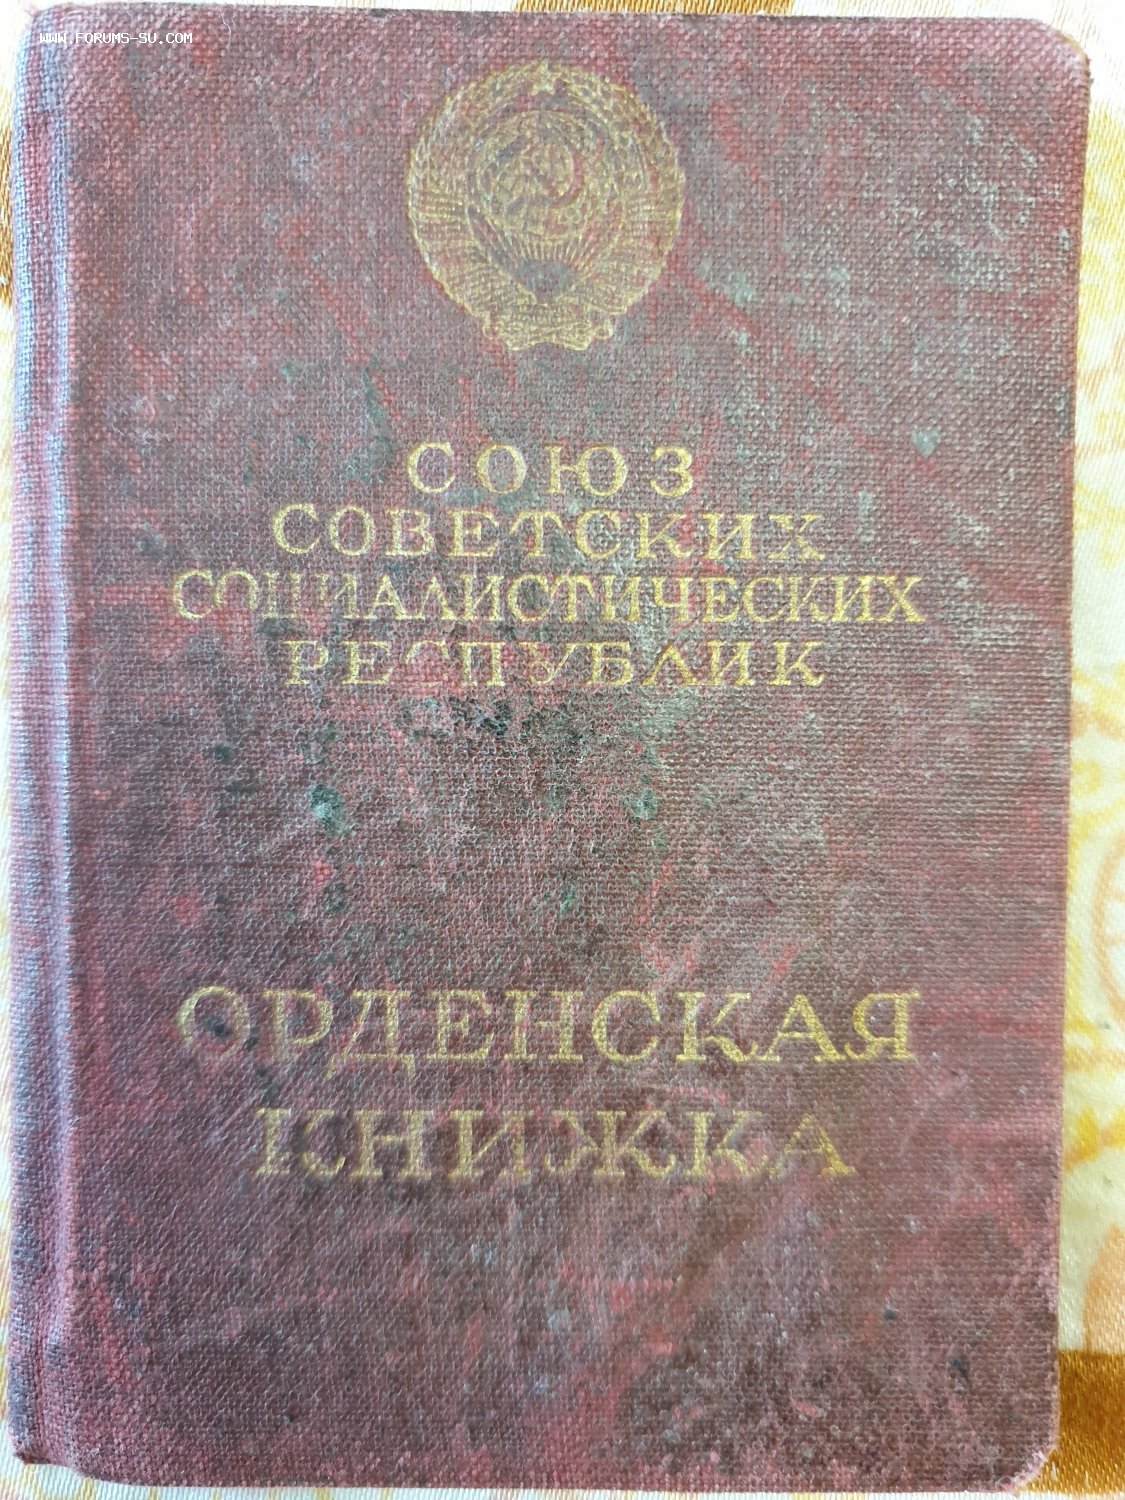 WWW.FORUMS-SU.COM
СОЮЗ
СОВЕТСКИХ
СОЦИАЛИСТИЧЕСКИХ
РЕСПУБЛИК
ОРДЕНСКАЯ
КНИЖКА